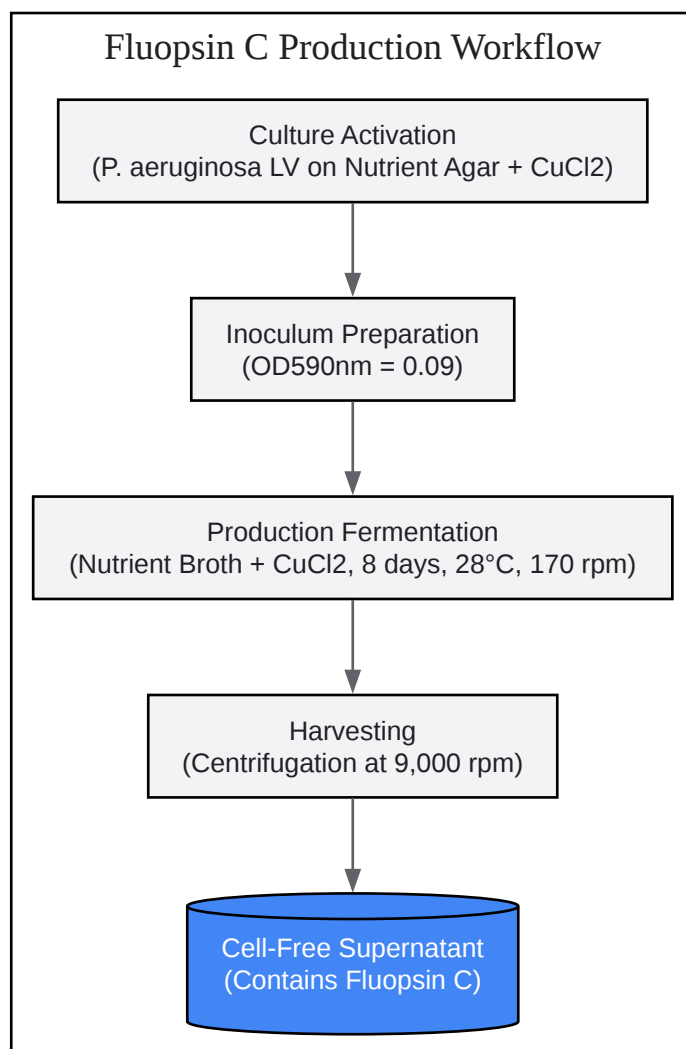 Fluopsin C Production Workflow
Culture Activation
(P. aeruginosa LV on Nutrient Agar + CuCl2)
Inoculum Preparation
(OD590nm = 0.09)
Production Fermentation
(Nutrient Broth + CuCl2, 8 days, 28°C, 170 rpm)
Harvesting
(Centrifugation at 9,000 rpm)
Cell-Free Supernatant
(Contains Fluopsin C)